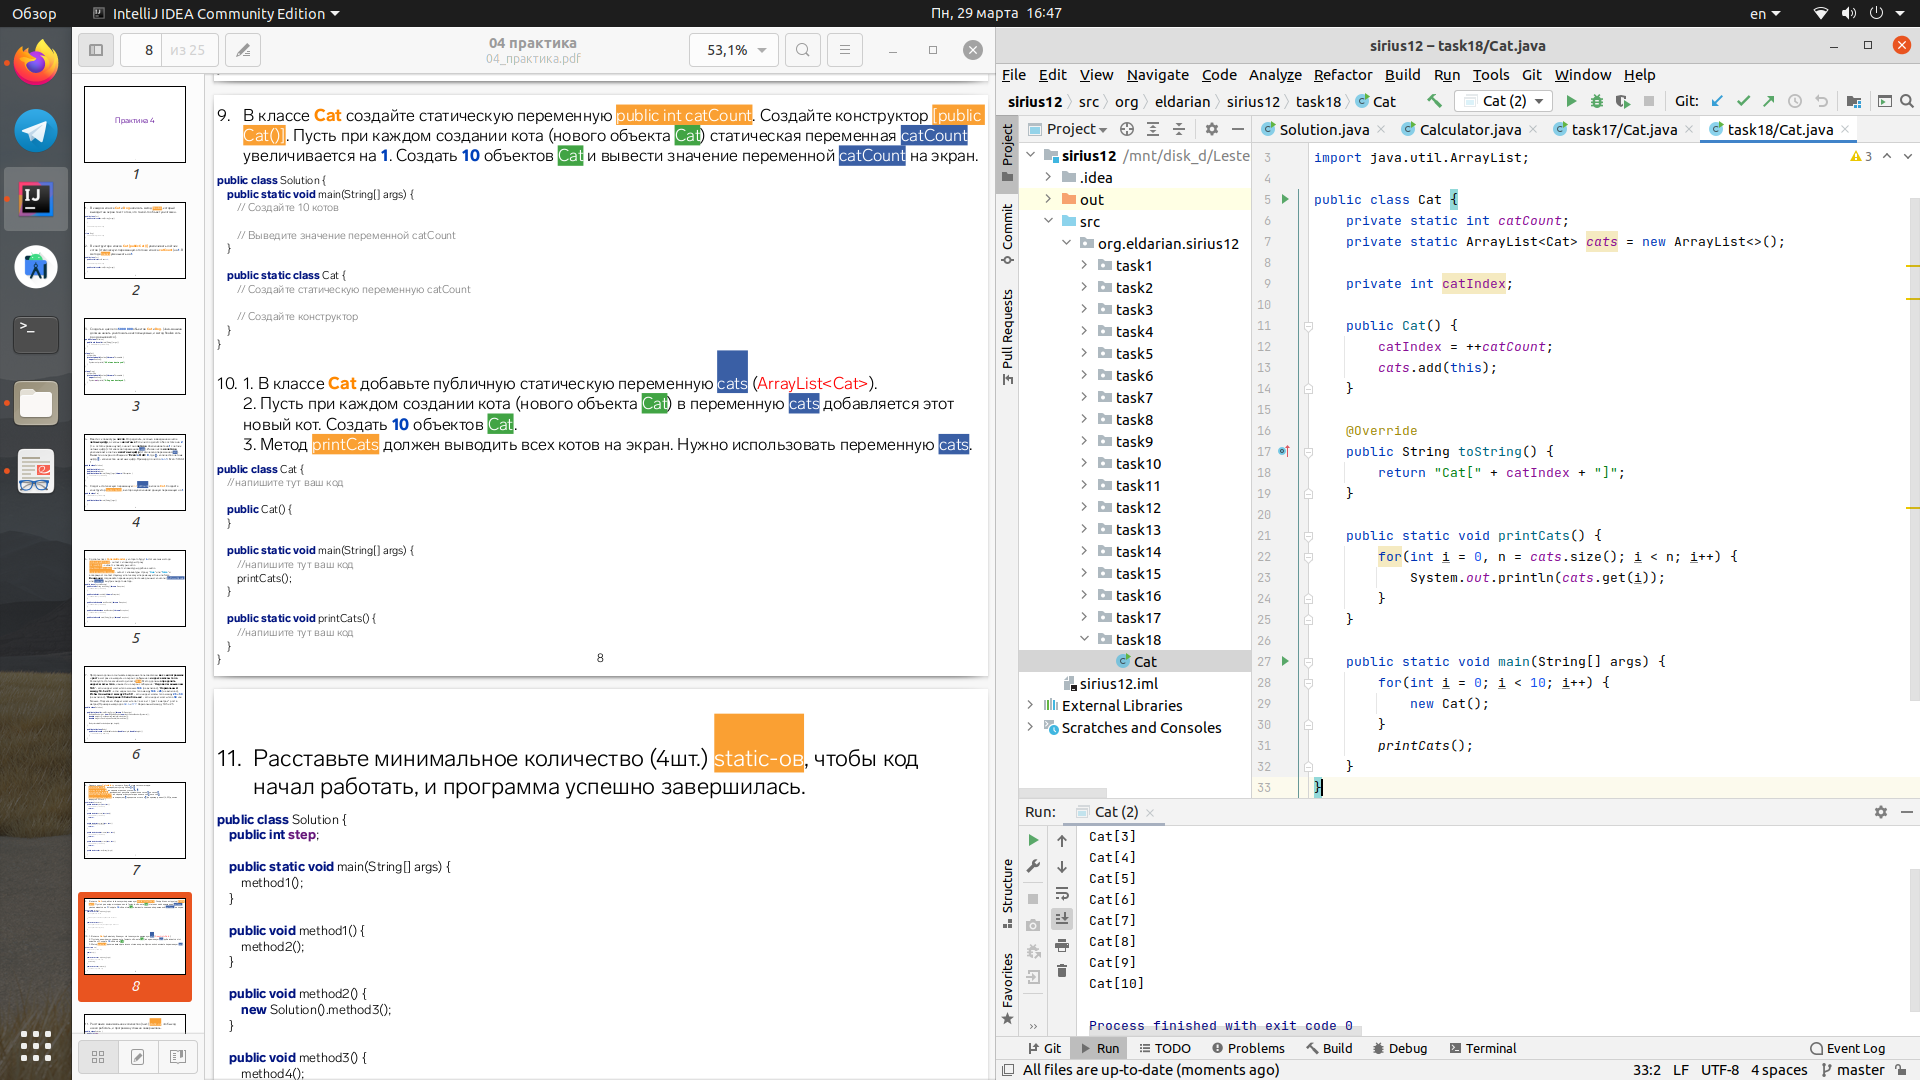 Обзор
IntelliJ IDEA Community Edition
Пн, 29 марта 16:47
en
8
из 25
04 практика
04_практика.pdf
53,1%
Практика 4
1
2
3
4
5
6
7
8
9. В классе Cat создайте статическую переменную public int catCount. Создайте конструктор [public
Cat()]. Пусть при каждом создании кота (нового объекта Cat) статическая переменная catCount
увеличивается на 1. Создать 10 объектов Cat и вывести значение переменной catCount на экран.
public class Solution {
public static void main(String[] args) {
// Создайте 10 котов
// Выведите значение переменной catCount
}
public static class Cat {
// Создайте статическую переменную catCount
// Создайте конструктор
}
}
10. 1. В классе Cat добавьте публичную статическую переменную cats (ArrayList<Cat>).
2. Пусть при каждом создании кота (нового объекта Cat) в переменную cats добавляется этот
новый кот. Создать 10 объектов Cat.
3. Метод printCats должен выводить всех котов на экран. Нужно использовать переменную cats.
public class Cat {
//напишите тут ваш код
public Cat() {
}
public static void main(String[] args) {
//напишите тут ваш код
printCats();
}
public static void printCats() {
//напишите тут ваш код
}
}
8
11. Расставьте минимальное количество (4шт.) static-ов, чтобы код
начал работать, и программа успешно завершилась.
public class Solution {
public int step;
public static void main(String[] args) {
method1();
}
public void method1() {
method2();
}
public void method2() {
new Solution().method3();
}
public void method3() {
method4();
sirius12 – task18/Cat.java
File Edit View Navigate Code Analyze Refactor Build Run Tools Git Window Help
sirius12 src org eldarian sirius12 task18 Cat
Cat (2)
Git:
Project
Commit
Pull Requests
Structure
Favorites
Project
Solution.java
Calculator.java
task17/Cat.java
task18/Cat.java
sirius12 /mnt/disk_d/Leste
.idea
out
src
org.eldarian.sirius12
task1
task2
task3
task4
task5
task6
task7
task8
task9
task10
task11
task12
task13
task14
task15
task16
task17
task18
Cat
sirius12.iml
External Libraries
Scratches and Consoles
3
3 import java.util.ArrayList;
4
5 public class Cat {
6 private static int catCount;
7 private static ArrayList<Cat> cats = new ArrayList<>();
8
9 private int catIndex;
10
11 public Cat() {
12 catIndex = ++catCount;
13 cats.add(this);
14 }
15
16 @Override
17 public String toString() {
18 return "Cat[" + catIndex + "]";
19 }
20
21 public static void printCats() {
22 for(int i = 0, n = cats.size(); i < n; i++) {
23 System.out.println(cats.get(i));
24 }
25 }
26
27 public static void main(String[] args) {
28 for(int i = 0; i < 10; i++) {
29 new Cat();
30 }
31 printCats();
32 }
33 }
Run: Cat (2)
Cat[3]
Cat[4]
Cat[5]
Cat[6]
Cat[7]
Cat[8]
Cat[9]
Cat[10]
Process finished with exit code 0
Git Run TODO Problems Build Debug Terminal
Event Log
All files are up-to-date (moments ago)
33:2 LF UTF-8 4 spaces master